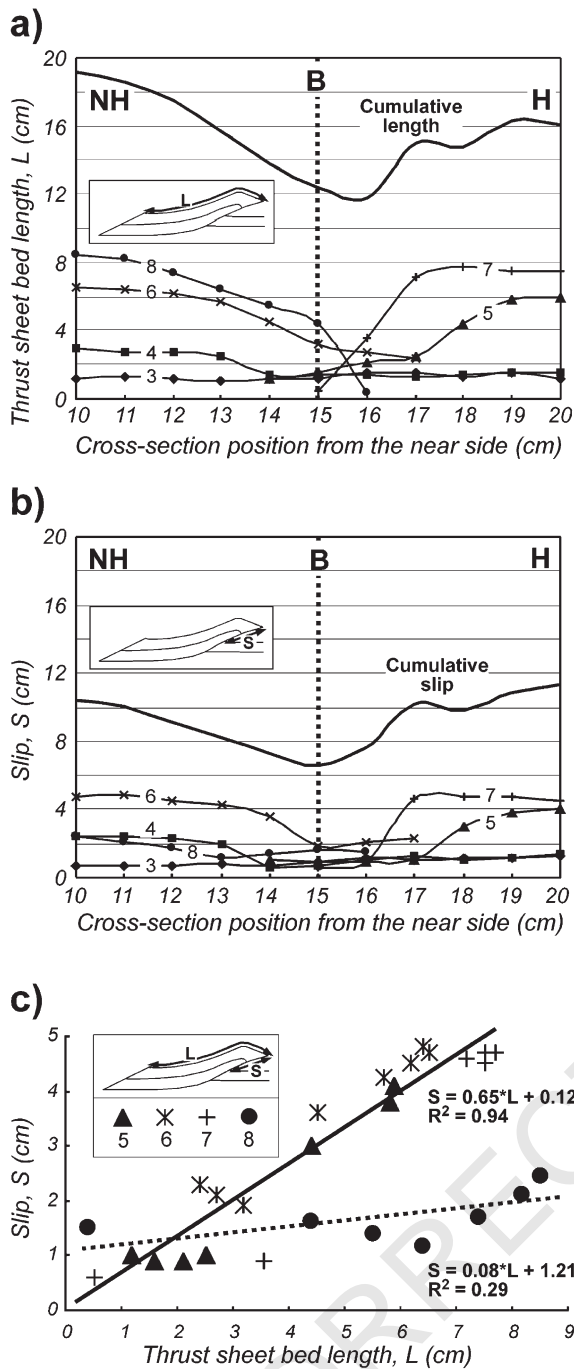 a)
20
16
12
8
4
0
Thrust sheet bed length, L (cm)
NH
B
H
Cumulative
length
L
8
6
4
3
7
5
10 11 12 13 14 15 16 17 18 19 20
Cross-section position from the near side (cm)
b)
20
16
12
8
4
0
Slip, S (cm)
NH
B
H
Cumulative
slip
S
6
4
8
3
7
5
10 11 12 13 14 15 16 17 18 19 20
Cross-section position from the near side (cm)
c)
5
4
3
2
1
0
Slip, S (cm)
L
S
5 6 7 8
S = 0.65*L + 0.12
R² = 0.94
S = 0.08*L + 1.21
R² = 0.29
0 1 2 3 4 5 6 7 8 9
Thrust sheet bed length, L (cm)